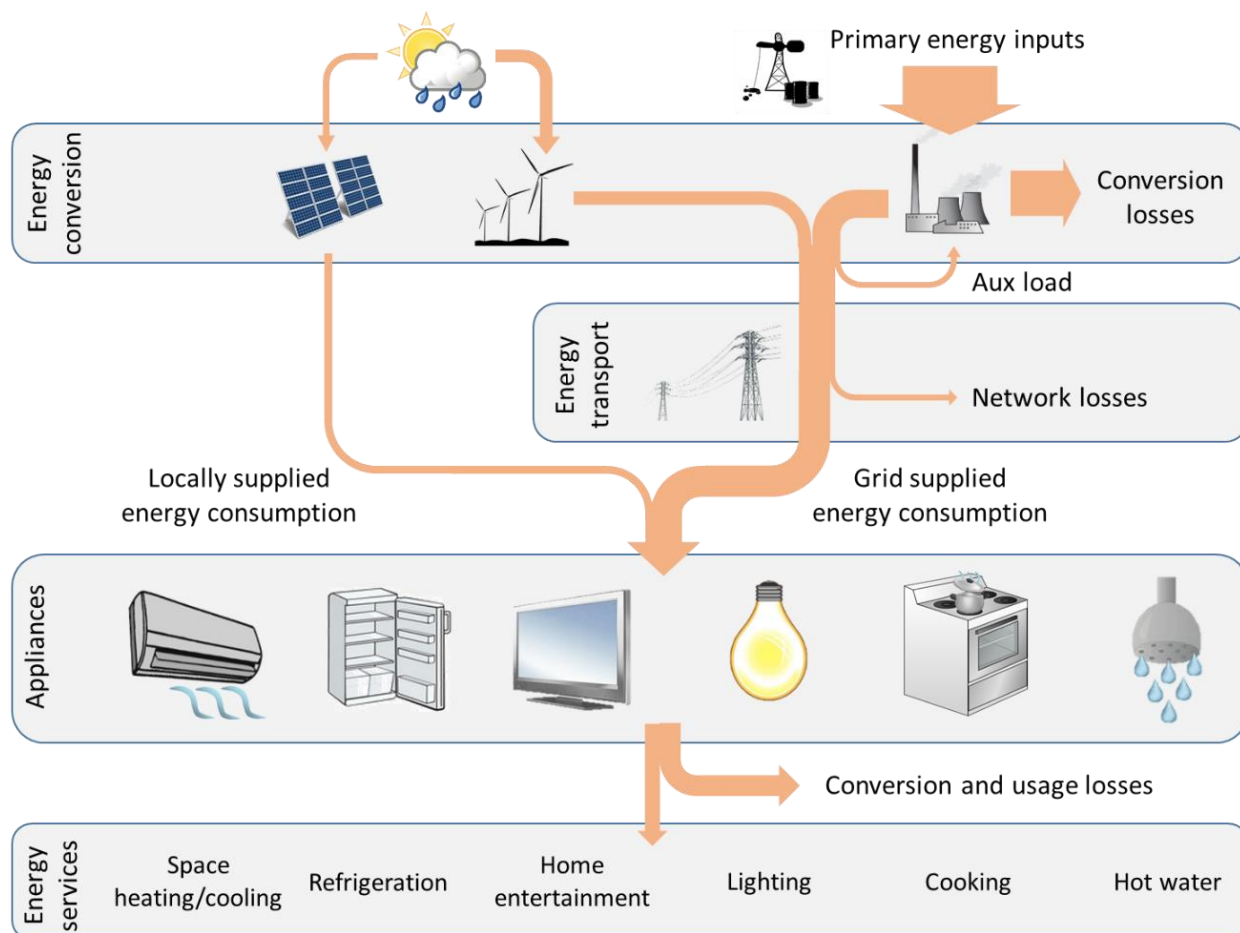 Primary energy inputs
Energy
conversion
Conversion
losses
Aux load
Energy
transport
Network losses
Locally supplied
energy consumption
Grid supplied
energy consumption
Appliances
Conversion and usage losses
Energy
services
Space
heating/cooling
Refrigeration
Home
entertainment
Lighting
Cooking
Hot water